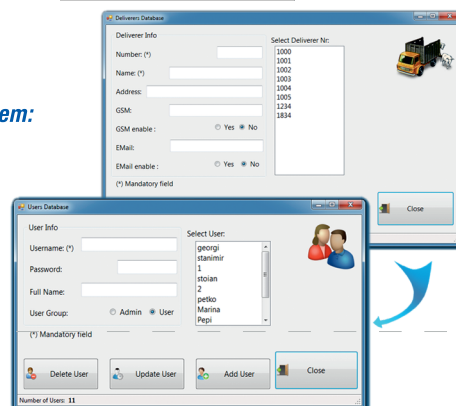 em:
Deliverers Database
Deliverer Info
Number: (*)
Name: (*)
Address:
GSM:
GSM enable :
Yes
No
EMail:
EMail enable :
Yes
No
(*) Mandatory field
Select Deliverer Nr:
1000
1001
1002
1003
1004
1005
1234
1834
Close
Users Database
User Info
Username: (*)
Password:
Full Name:
User Group:
Admin
User
(*) Mandatory field
Select User:
georgi
stanimir
1
stoian
2
petko
Marina
Pepi
Delete User
Update User
Add User
Close
Number of Users: 11